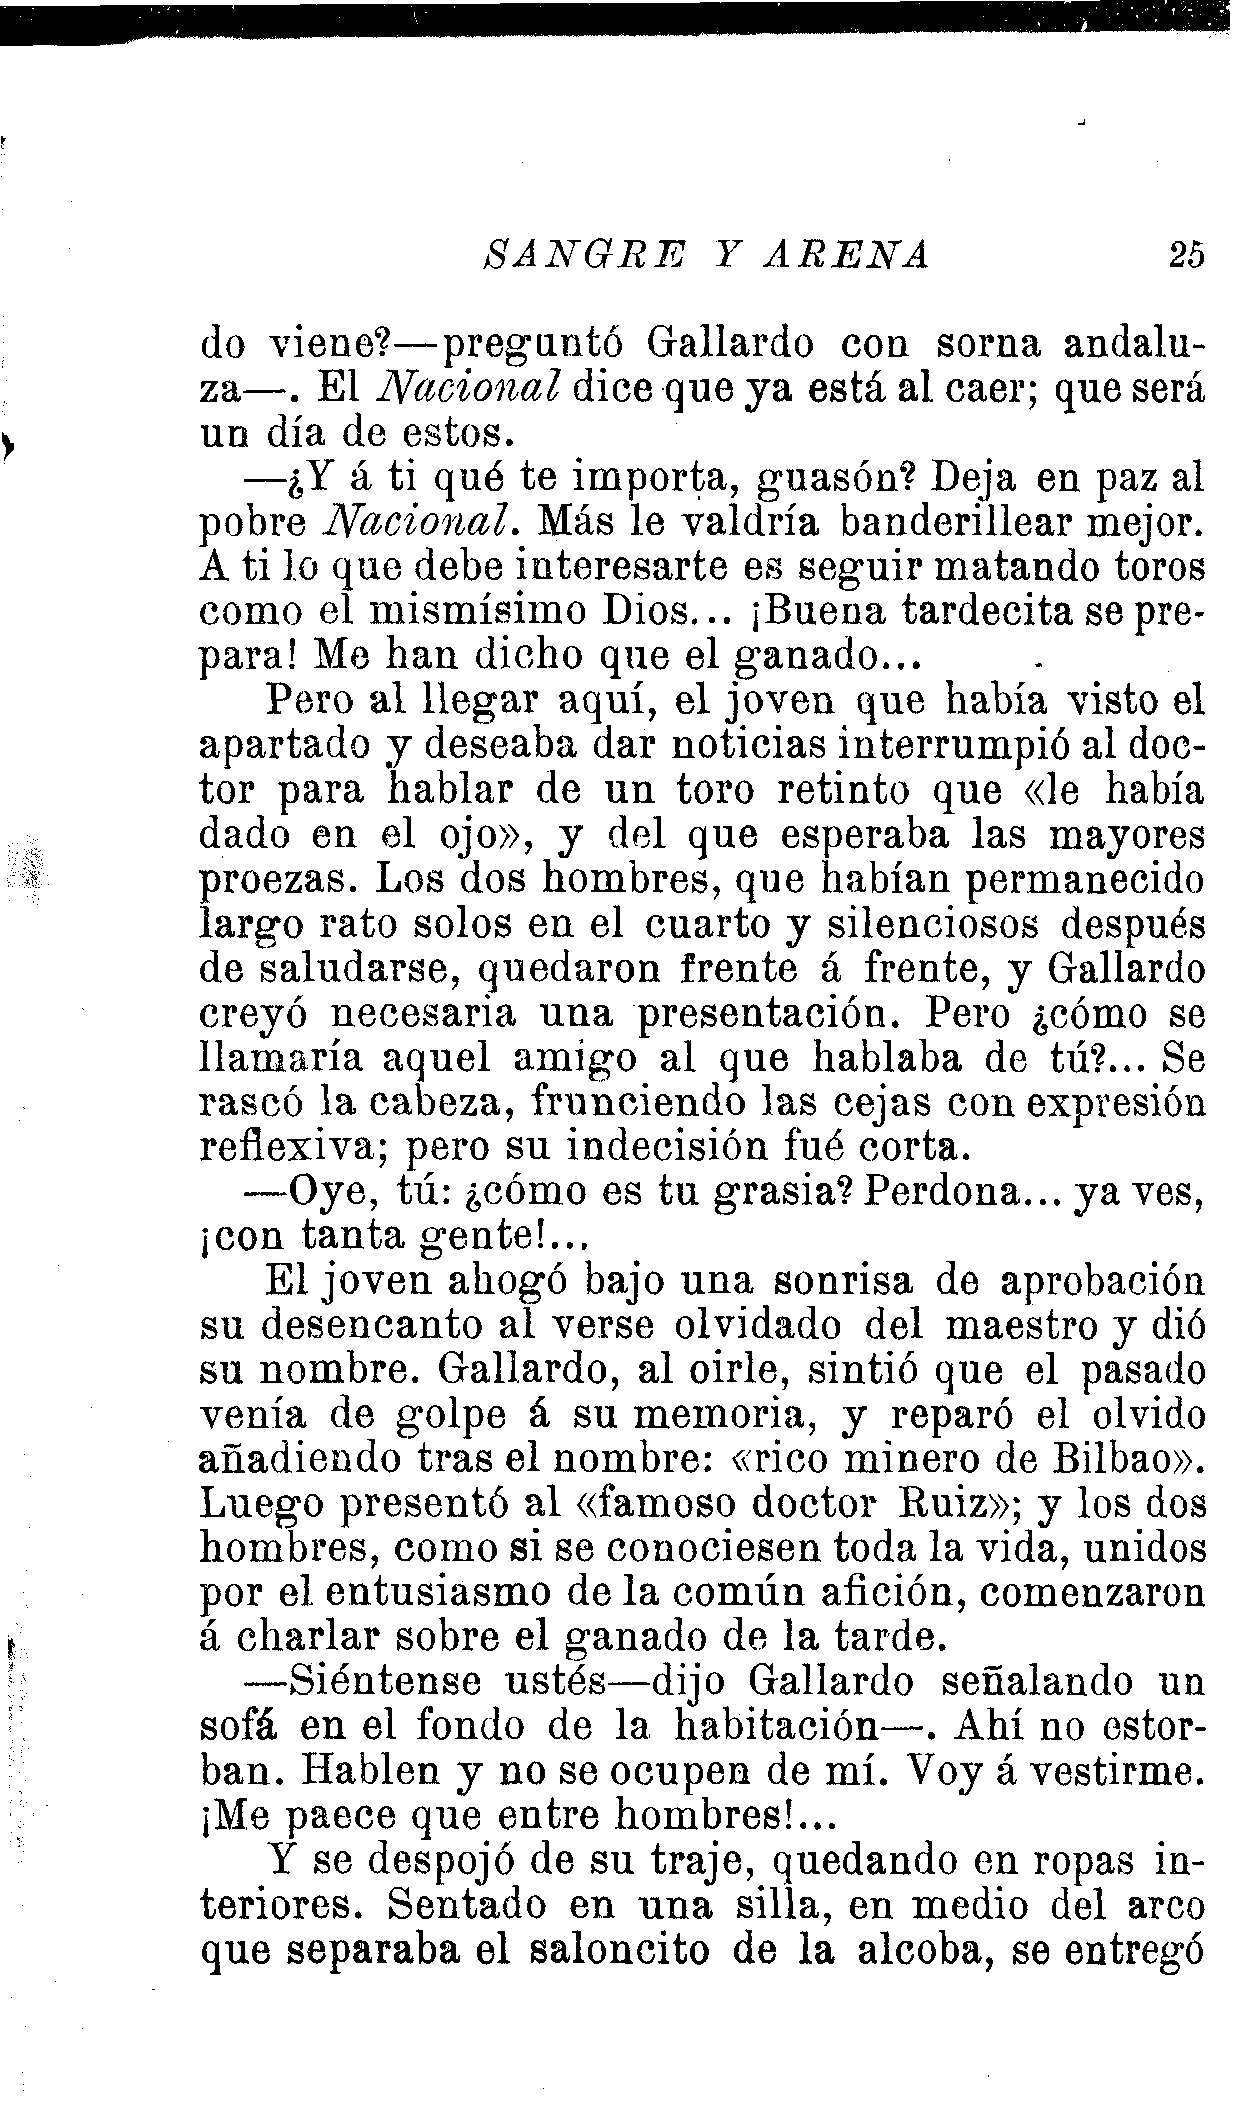 SANGRE Y ARENA 25
do viene?—preguntó Gallardo con sorna andalu-
za—. El Nacional dice que ya está al caer; que será
un día de estos.
—¿Y á ti qué te importa, guasón? Deja en paz al
pobre Nacional. Más le valdría banderillear mejor.
A ti lo que debe interesarte es seguir matando toros
como el mismísimo Dios... ¡Buena tardecita se pre-
para! Me han dicho que el ganado...
Pero al llegar aquí, el joven que había visto el
apartado y deseaba dar noticias interrumpió al doc-
tor para hablar de un toro retinto que «le había
dado en el ojo», y del que esperaba las mayores
proezas. Los dos hombres, que habían permanecido
largo rato solos en el cuarto y silenciosos después
de saludarse, quedaron frente á frente, y Gallardo
creyó necesaria una presentación. Pero ¿cómo se
llamaría aquel amigo al que hablaba de tú?... Se
rascó la cabeza, frunciendo las cejas con expresión
reflexiva; pero su indecisión fué corta.
—Oye, tú: ¿cómo es tu grasia? Perdona... ya ves,
¡con tanta gente!...
El joven ahogó bajo una sonrisa de aprobación
su desencanto al verse olvidado del maestro y dió
su nombre. Gallardo, al oirle, sintió que el pasado
venía de golpe á su memoria, y reparó el olvido
añadiendo tras el nombre: «rico minero de Bilbao».
Luego presentó al «famoso doctor Ruiz»; y los dos
hombres, como si se conociesen toda la vida, unidos
por el entusiasmo de la común afición, comenzaron
á charlar sobre el ganado de la tarde.
—Siéntense ustés—dijo Gallardo señalando un
sofá en el fondo de la habitación—. Ahí no estor-
ban. Hablen y no se ocupen de mí. Voy á vestirme.
¡Me paece que entre hombres!...
Y se despojó de su traje, quedando en ropas in-
teriores. Sentado en una silla, en medio del arco
que separaba el saloncito de la alcoba, se entregó